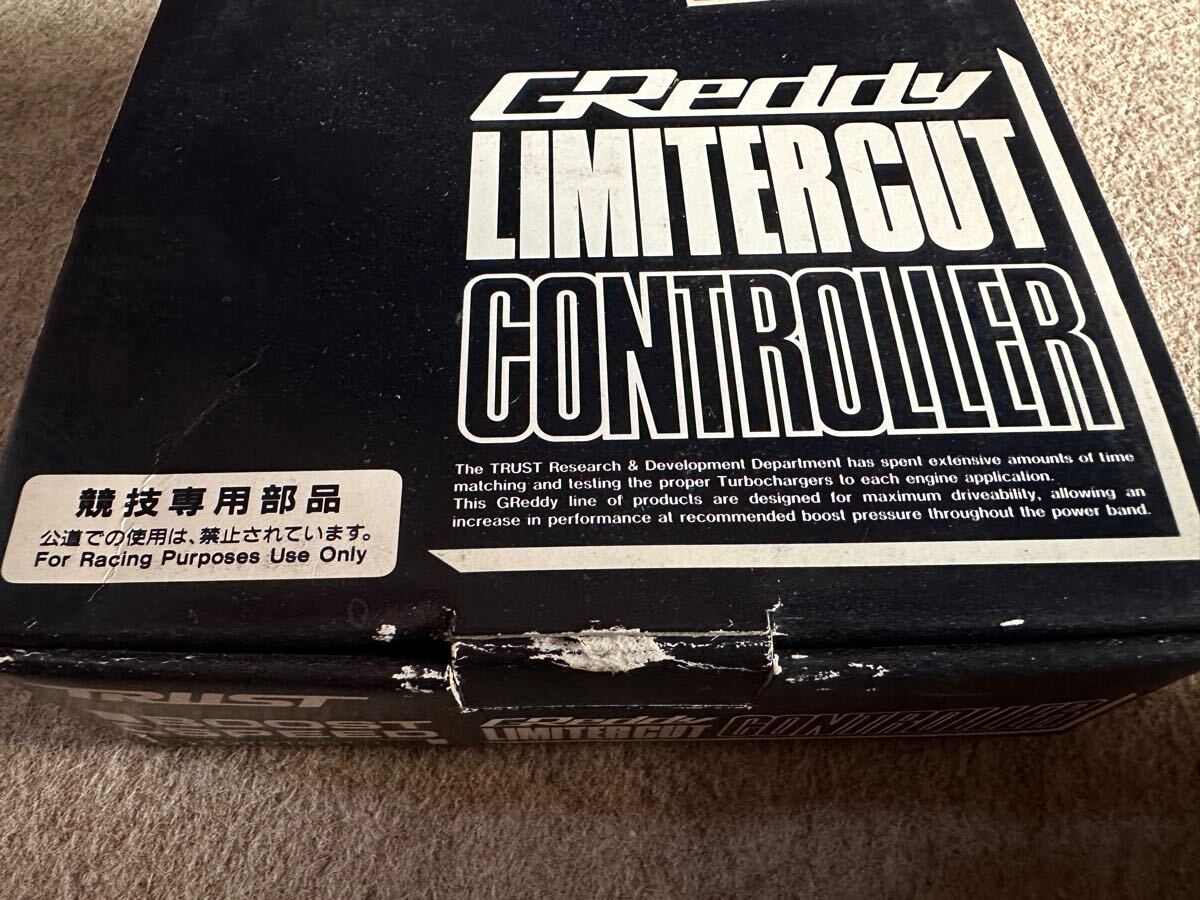 GReddy
LIMITERCUT
CONTROLLER
The TRUST Research & Development Department has spent extensive amounts of time
matching and testing the proper Turbochargers to each engine application.
This GReddy line of products are designed for maximum driveability, allowing an
increase in performance at recommended boost pressure throughout the power band.
競技専用部品
公道での使用は、禁止されています。
For Racing Purposes Use Only
TRUST
BOOST
SPEED
GReddy
LIMITERCUT CONTROLLER